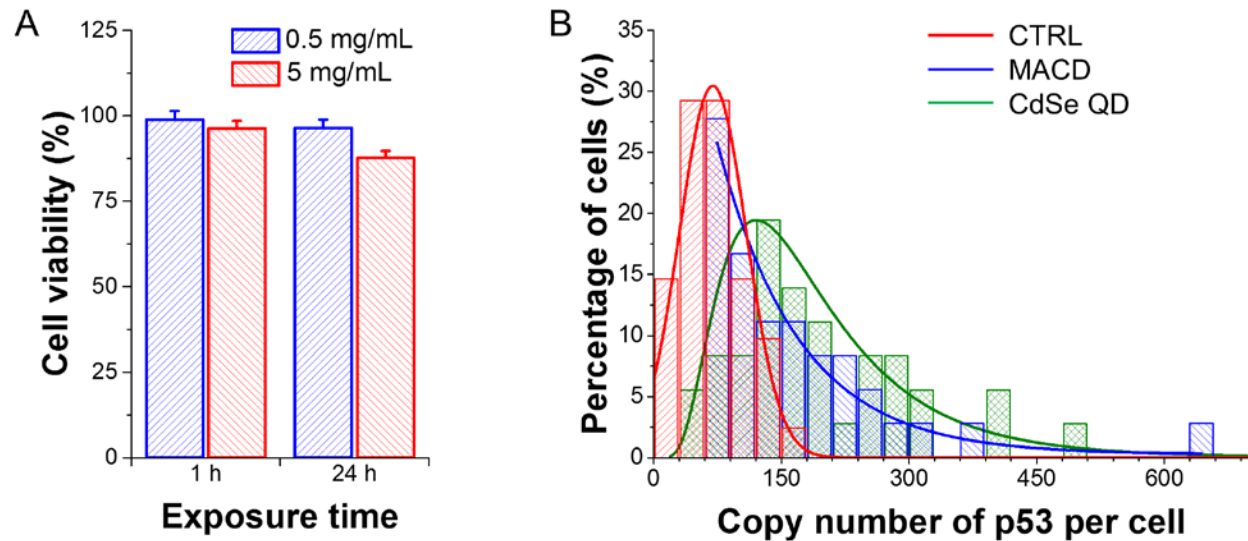 A
Cell viability (%)
125
100
75
50
25
0
0.5 mg/mL
5 mg/mL
1 h
24 h
Exposure time
B
Percentage of cells (%)
35
30
25
20
15
10
5
0
CTRL
MACD
CdSe QD
0
150
300
450
600
Copy number of p53 per cell